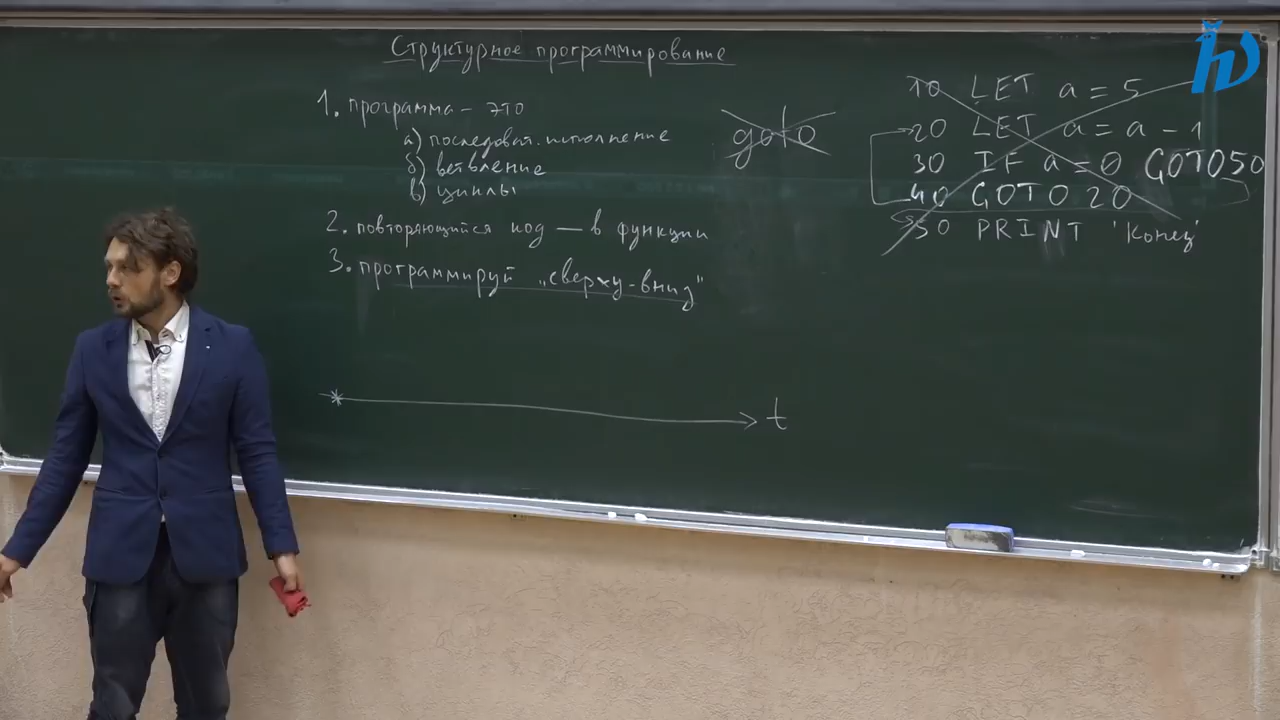 Структурное программирование
1. программа – это
а) последоват. исполнение
б) ветвление
в) циклы
2. повторяющийся код — в функции
3. программируй „сверху-вниз"
t
goto
10 LET a = 5
20 LET a = a - 1
30 IF a = 0 GOTO 50
40 GOTO 20
50 PRINT 'Конец'